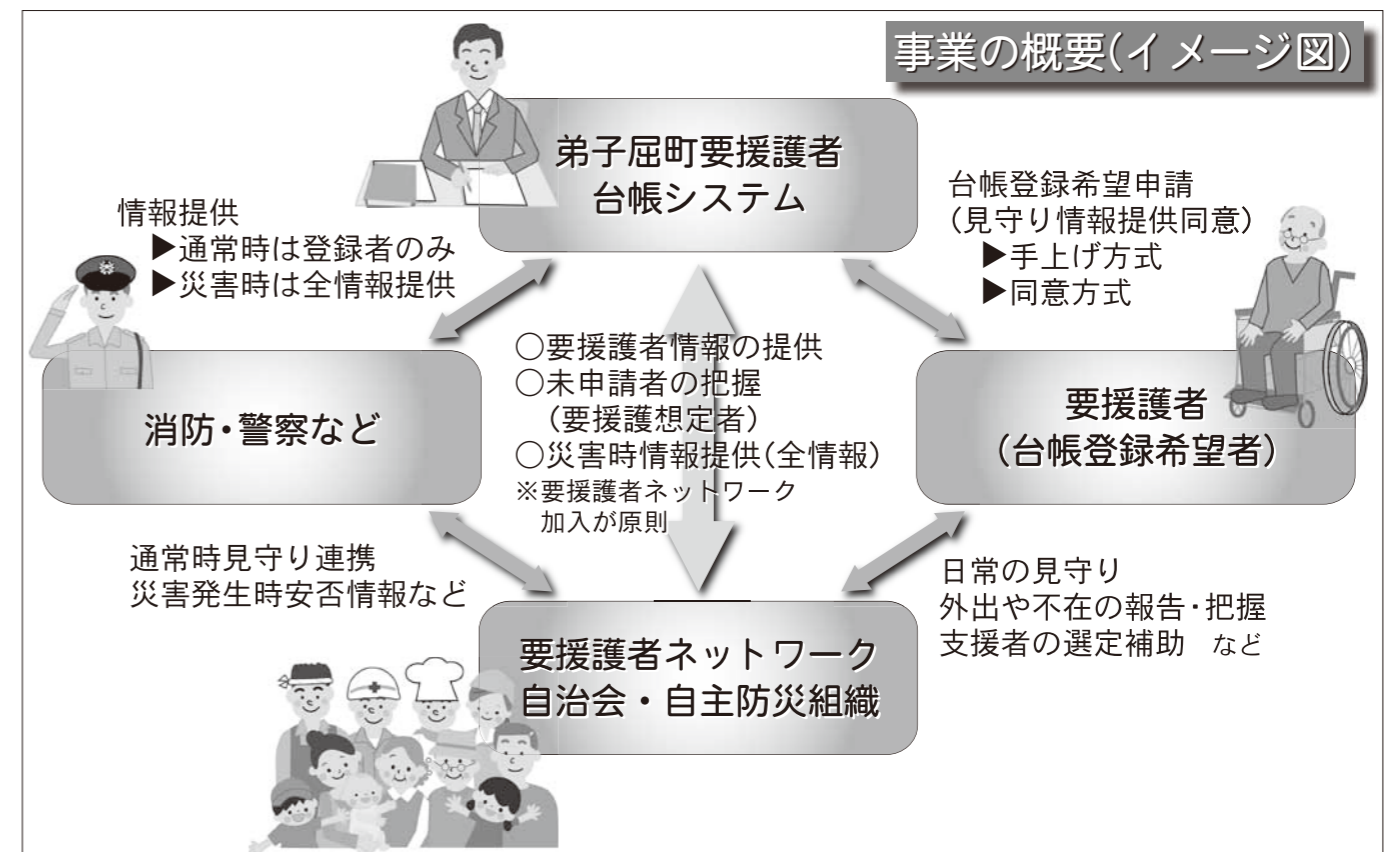 事業の概要(イメージ図)
弟子屈町要援護者
台帳システム
情報提供
▶通常時は登録者のみ
▶災害時は全情報提供
台帳登録希望申請
(見守り情報提供同意)
▶手上げ方式
▶同意方式
消防・警察など
○要援護者情報の提供
○未申請者の把握
(要援護想定者)
○災害時情報提供(全情報)
※要援護者ネットワーク
加入が原則
要援護者
(台帳登録希望者)
通常時見守り連携
災害発生時安否情報など
日常の見守り
外出や不在の報告・把握
支援者の選定補助 など
要援護者ネットワーク
自治会・自主防災組織